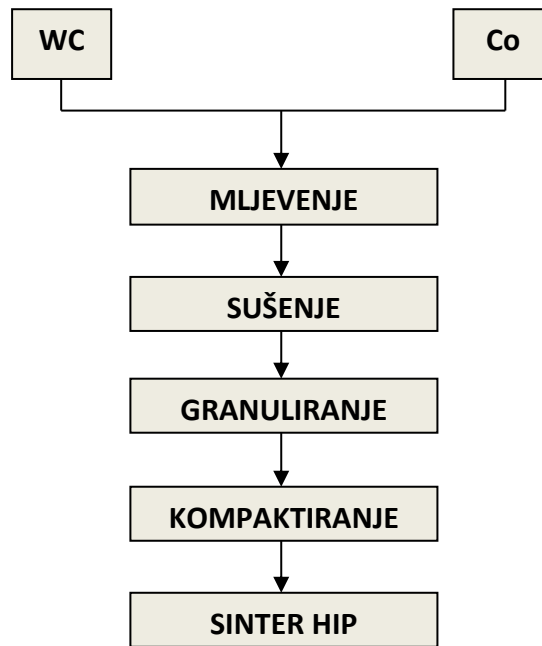 WC
Co
MLJEVENJE
SUŠENJE
GRANULIRANJE
KOMPAKTIRANJE
SINTER HIP